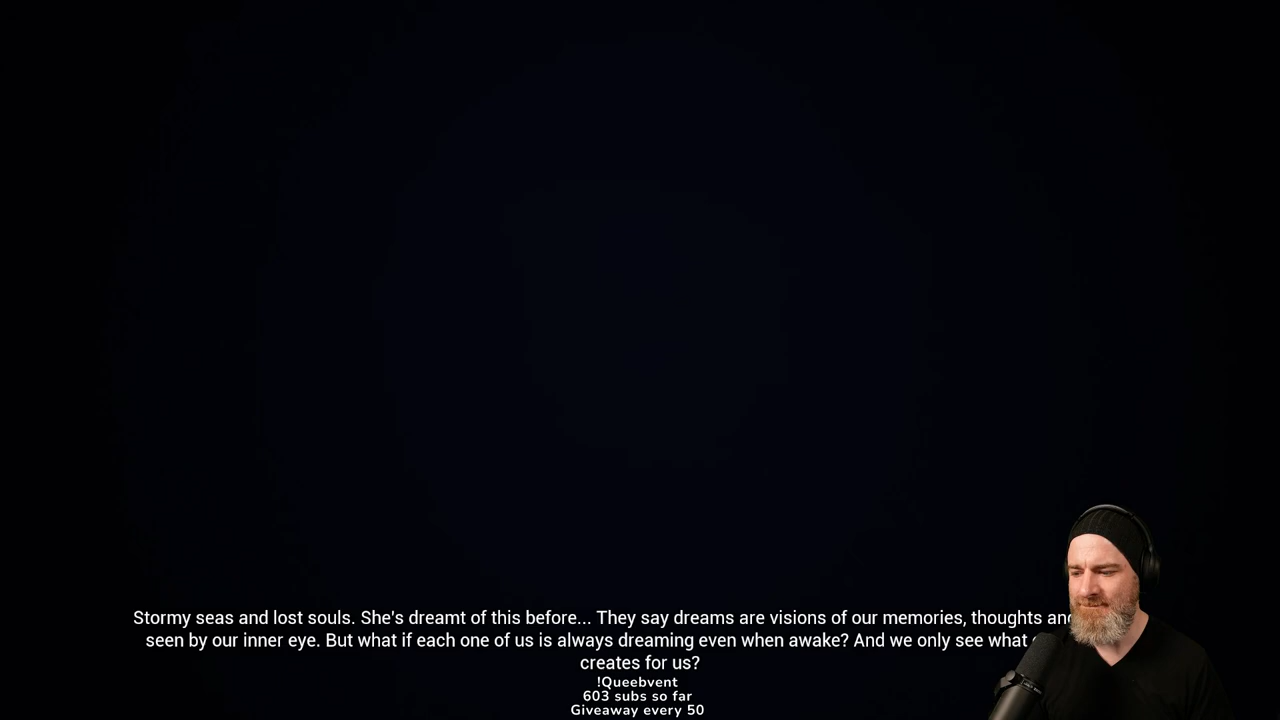 Stormy seas and lost souls. She's dreamt of this before... They say dreams are visions of our memories, thoughts and
seen by our inner eye. But what if each one of us is always dreaming even when awake? And we only see what
creates for us?
!Queebvent
603 subs so far
Giveaway every 50